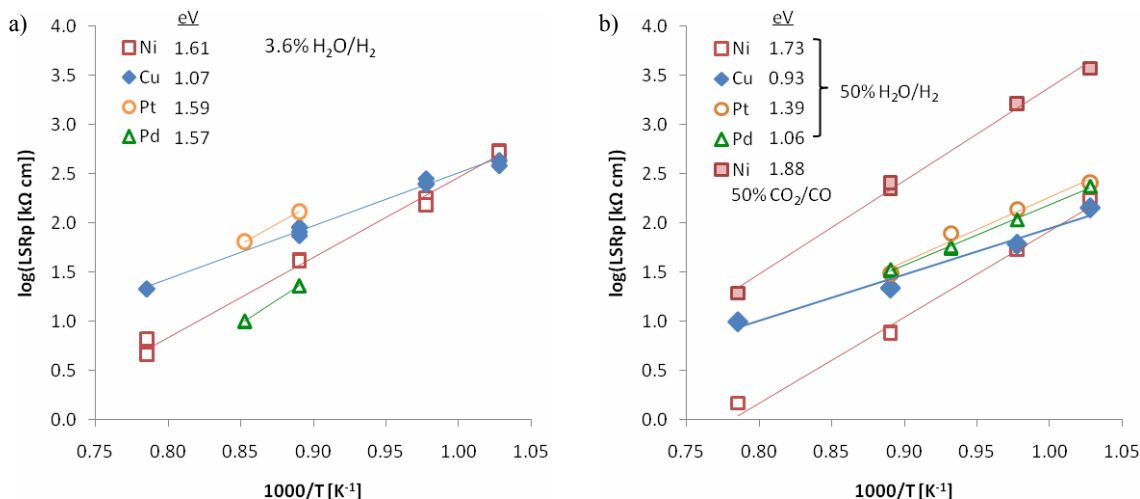 a)
eV
Ni 1.61
Cu 1.07
Pt 1.59
Pd 1.57
3.6% H₂O/H₂
log(LSRp [kΩ cm])
4.0
3.5
3.0
2.5
2.0
1.5
1.0
0.5
0.0
0.75 0.80 0.85 0.90 0.95 1.00 1.05
1000/T [K⁻¹]
b)
eV
Ni 1.73
Cu 0.93
Pt 1.39
Pd 1.06
50% H₂O/H₂
Ni 1.88
50% CO₂/CO
log(LSRp [kΩ cm])
4.0
3.5
3.0
2.5
2.0
1.5
1.0
0.5
0.0
0.75 0.80 0.85 0.90 0.95 1.00 1.05
1000/T [K⁻¹]